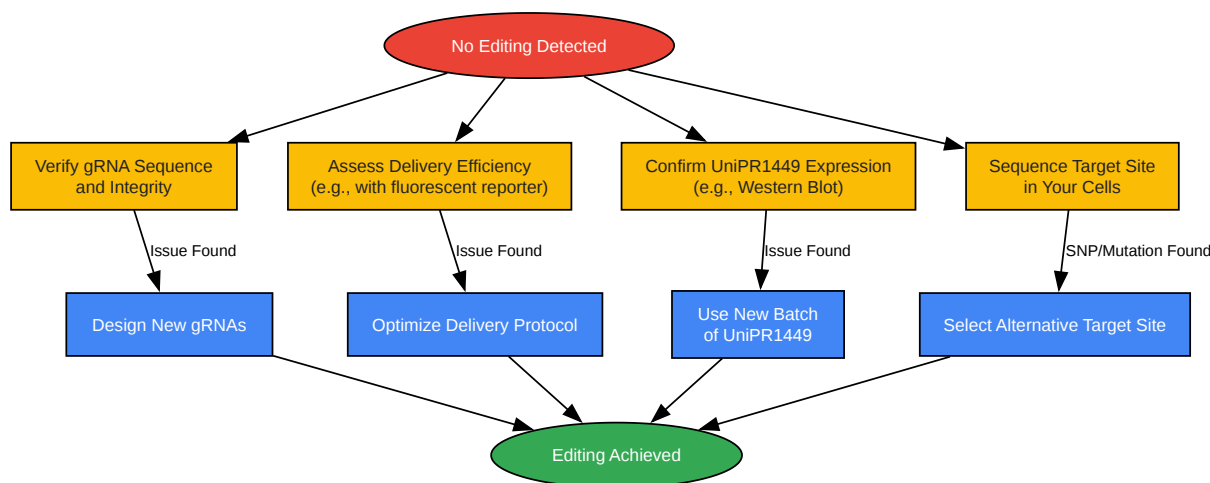 No Editing Detected
Verify gRNA Sequence
and Integrity
Assess Delivery Efficiency
(e.g., with fluorescent reporter)
Confirm UniPR1449 Expression
(e.g., Western Blot)
Sequence Target Site
in Your Cells
Issue Found
Issue Found
Issue Found
SNP/Mutation Found
Design New gRNAs
Optimize Delivery Protocol
Use New Batch
of UniPR1449
Select Alternative Target Site
Editing Achieved